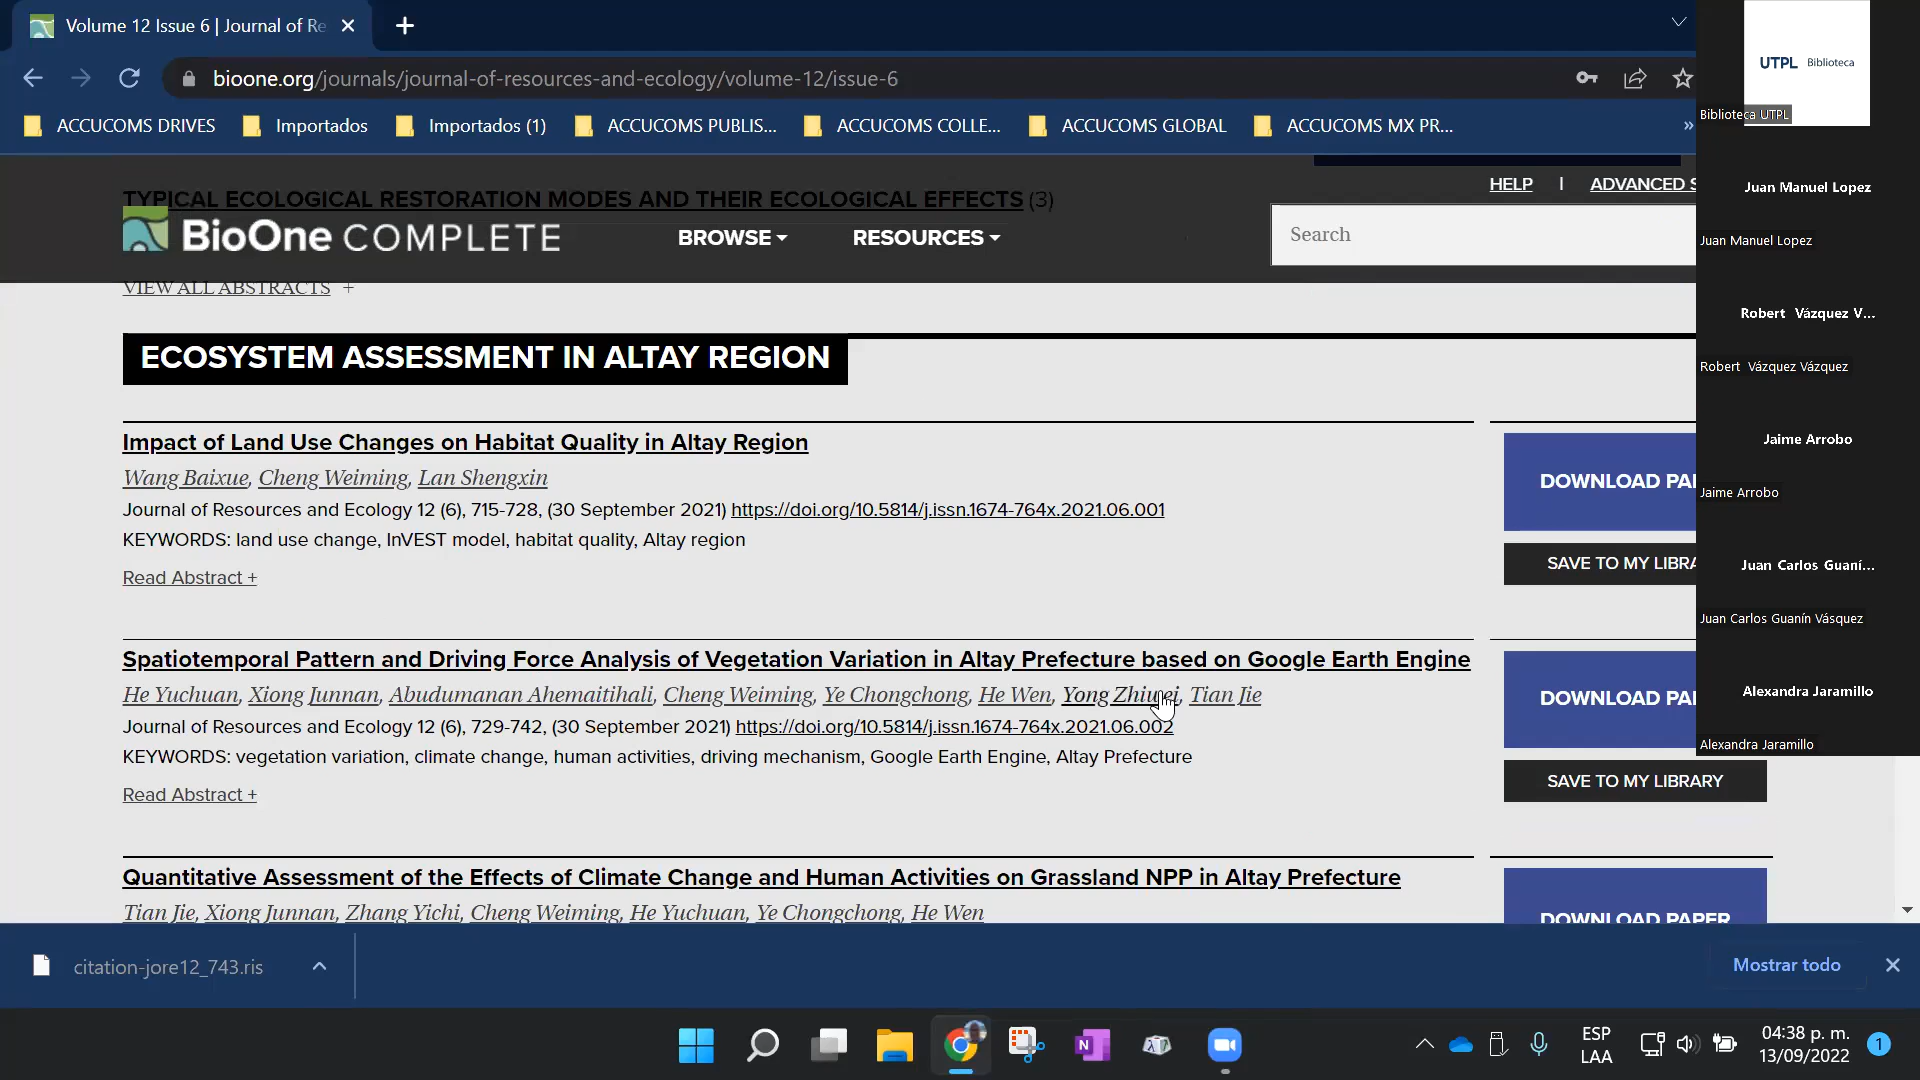 Volume 12 Issue 6 | Journal of Re
bioone.org/journals/journal-of-resources-and-ecology/volume-12/issue-6
ACCUCOMS DRIVES
Importados
Importados (1)
ACCUCOMS PUBLIS...
ACCUCOMS COLLE...
ACCUCOMS GLOBAL
ACCUCOMS MX PR...
»
TYPICAL ECOLOGICAL RESTORATION MODES AND THEIR ECOLOGICAL EFFECTS (3)
HELP | ADVANCED S
BioOne COMPLETE
BROWSE
RESOURCES
Search
VIEW ALL ABSTRACTS +
ECOSYSTEM ASSESSMENT IN ALTAY REGION
Impact of Land Use Changes on Habitat Quality in Altay Region
Wang Baixue, Cheng Weiming, Lan Shengxin
Journal of Resources and Ecology 12 (6), 715-728, (30 September 2021) https://doi.org/10.5814/j.issn.1674-764x.2021.06.001
KEYWORDS: land use change, InVEST model, habitat quality, Altay region
Read Abstract +
DOWNLOAD PA
SAVE TO MY LIBRA
Spatiotemporal Pattern and Driving Force Analysis of Vegetation Variation in Altay Prefecture based on Google Earth Engine
He Yuchuan, Xiong Junnan, Abudumanan Ahemaitihali, Cheng Weiming, Ye Chongchong, He Wen, Yong Zhiwei, Tian Jie
Journal of Resources and Ecology 12 (6), 729-742, (30 September 2021) https://doi.org/10.5814/j.issn.1674-764x.2021.06.002
KEYWORDS: vegetation variation, climate change, human activities, driving mechanism, Google Earth Engine, Altay Prefecture
Read Abstract +
DOWNLOAD PA
SAVE TO MY LIBRARY
Quantitative Assessment of the Effects of Climate Change and Human Activities on Grassland NPP in Altay Prefecture
Tian Jie, Xiong Junnan, Zhang Yichi, Cheng Weiming, He Yuchuan, Ye Chongchong, He Wen
DOWNLOAD PAPER
UTPL Biblioteca
Biblioteca UTPL
Juan Manuel Lopez
Juan Manuel Lopez
Robert Vázquez V...
Robert Vázquez Vázquez
Jaime Arrobo
Jaime Arrobo
Juan Carlos Guaní...
Juan Carlos Guanín Vásquez
Alexandra Jaramillo
Alexandra Jaramillo
citation-jore12_743.ris
Mostrar todo
ESP
LAA
04:38 p. m.
13/09/2022
1